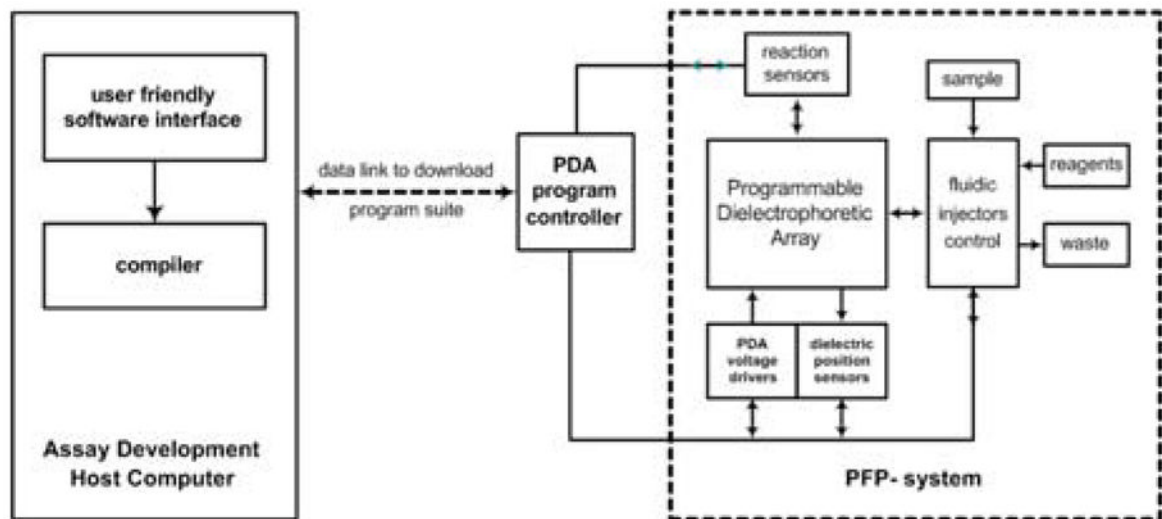 user friendly
software interface
compiler
Assay Development
Host Computer
data link to download
program suite
PDA
program
controller
reaction
sensors
Programmable
Dielectrophoretic
Array
PDA
voltage
drivers
dielectric
position
sensors
sample
fluidic
injectors
control
reagents
waste
PFP- system